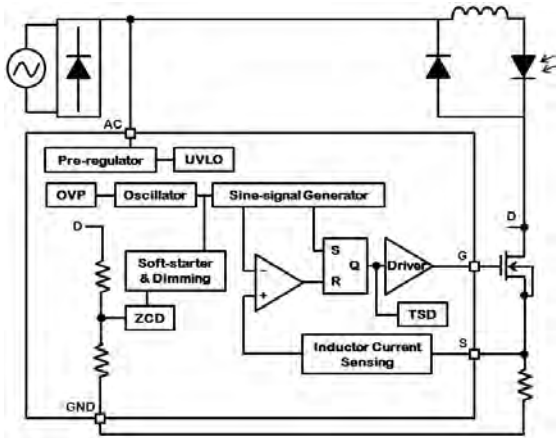 AC
Pre-regulator
UVLO
OVP
Oscillator
Sine-signal Generator
D
D
Soft-starter
& Dimming
S
Q
R
Driver
G
−
+
ZCD
TSD
Inductor Current
Sensing
S
GND